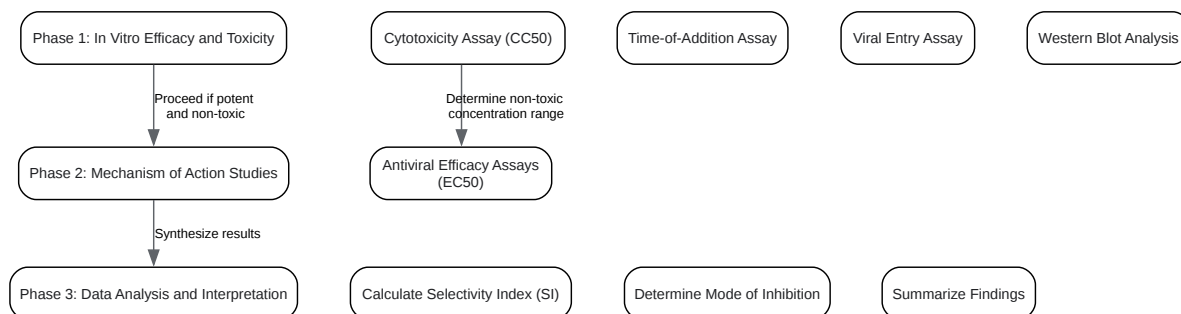 Phase 1: In Vitro Efficacy and Toxicity
Cytotoxicity Assay (CC50)
Time-of-Addition Assay
Viral Entry Assay
Western Blot Analysis
Proceed if potent
and non-toxic
Determine non-toxic
concentration range
Phase 2: Mechanism of Action Studies
Antiviral Efficacy Assays
(EC50)
Synthesize results
Phase 3: Data Analysis and Interpretation
Calculate Selectivity Index (SI)
Determine Mode of Inhibition
Summarize Findings